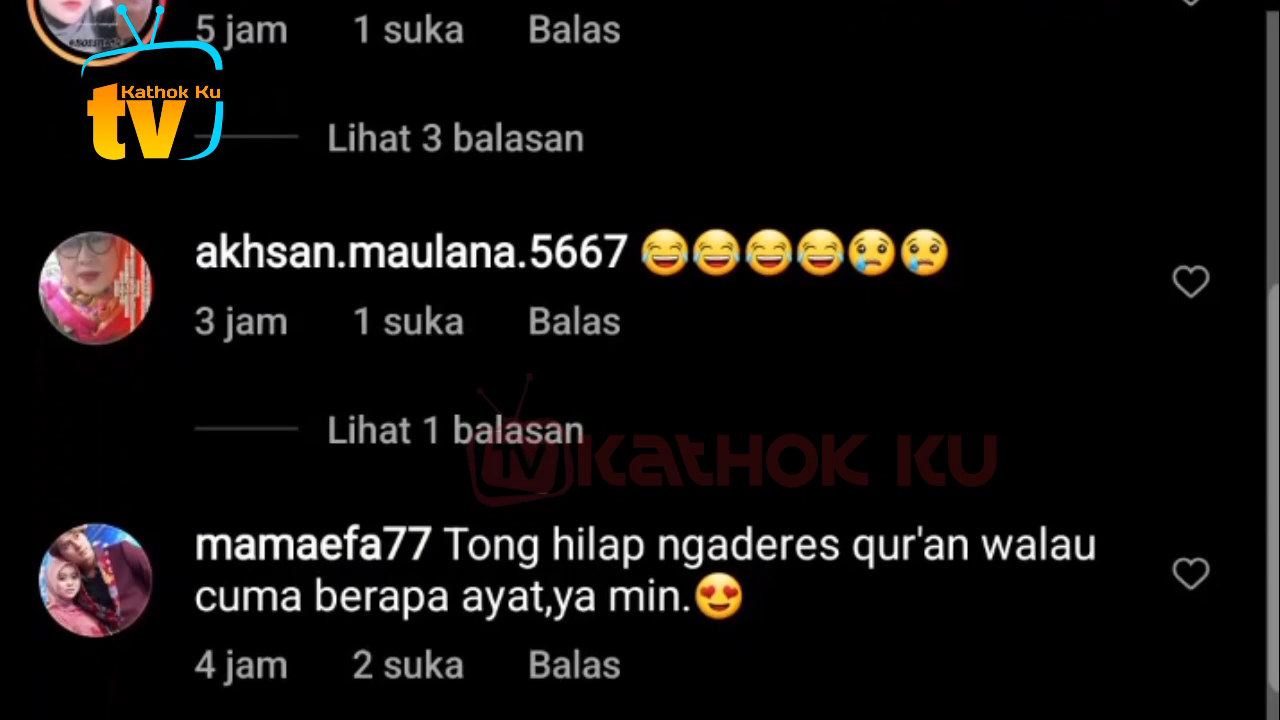 5 jam 1 suka Balas
Kathok Ku
tv
Lihat 3 balasan
akhsan.maulana.5667 😂😂😂😂😢😢
3 jam 1 suka Balas
Lihat 1 balasan
tv KATHOK KU
mamaefa77 Tong hilap ngaderes qur'an walau
cuma berapa ayat,ya min.😍
4 jam 2 suka Balas